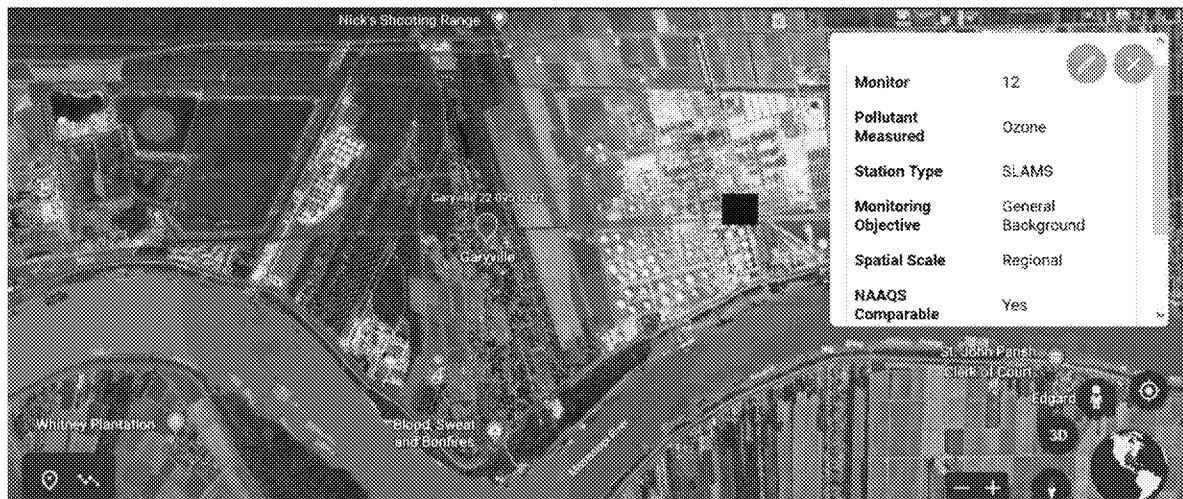 Nick's Shooting Range
Monitor 12
Pollutant
Measured Ozone
Station Type SLAMS
Monitoring General
Objective Background
Spatial Scale Regional
NAAQS
Comparable Yes
Garyville
Garyville
St. John Parish
Clerk of Court
Edgard
Whitney Plantation
Blood, Sweat
and Bonfires
3D